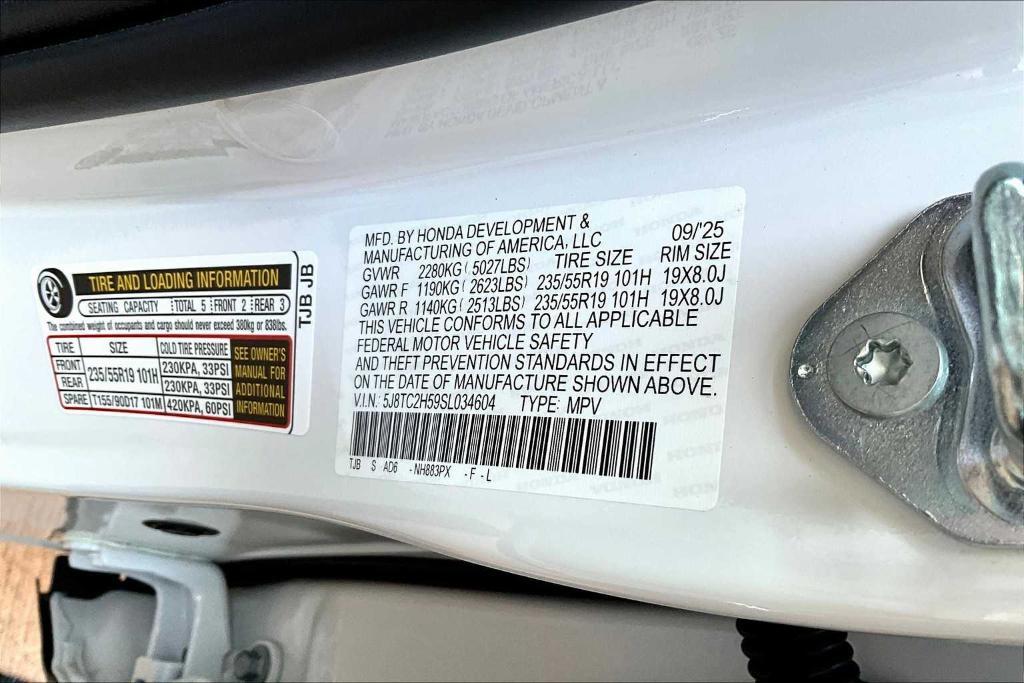 TIRE AND LOADING INFORMATION
SEATING CAPACITY TOTAL 5 FRONT 2 REAR 3
The combined weight of occupants and cargo should never exceed 380kg or 838lbs.
TIRE SIZE COLD TIRE PRESSURE
FRONT 235/55R19 101H 230KPA, 33PSI
REAR 230KPA, 33PSI
SPARE T155/90D17 101M 420KPA, 60PSI
SEE OWNER'S
MANUAL FOR
ADDITIONAL
INFORMATION
TJB JB
MFD. BY HONDA DEVELOPMENT &
MANUFACTURING OF AMERICA, LLC 09/'25
GVWR 2280KG ( 5027LBS) TIRE SIZE RIM SIZE
GAWR F 1190KG ( 2623LBS) 235/55R19 101H 19X8.0J
GAWR R 1140KG ( 2513LBS) 235/55R19 101H 19X8.0J
THIS VEHICLE CONFORMS TO ALL APPLICABLE
FEDERAL MOTOR VEHICLE SAFETY
AND THEFT PREVENTION STANDARDS IN EFFECT
ON THE DATE OF MANUFACTURE SHOWN ABOVE.
V.I.N.: 5J8TC2H59SL034604 TYPE: MPV
TJB S AD6 -NH883PX -F-L